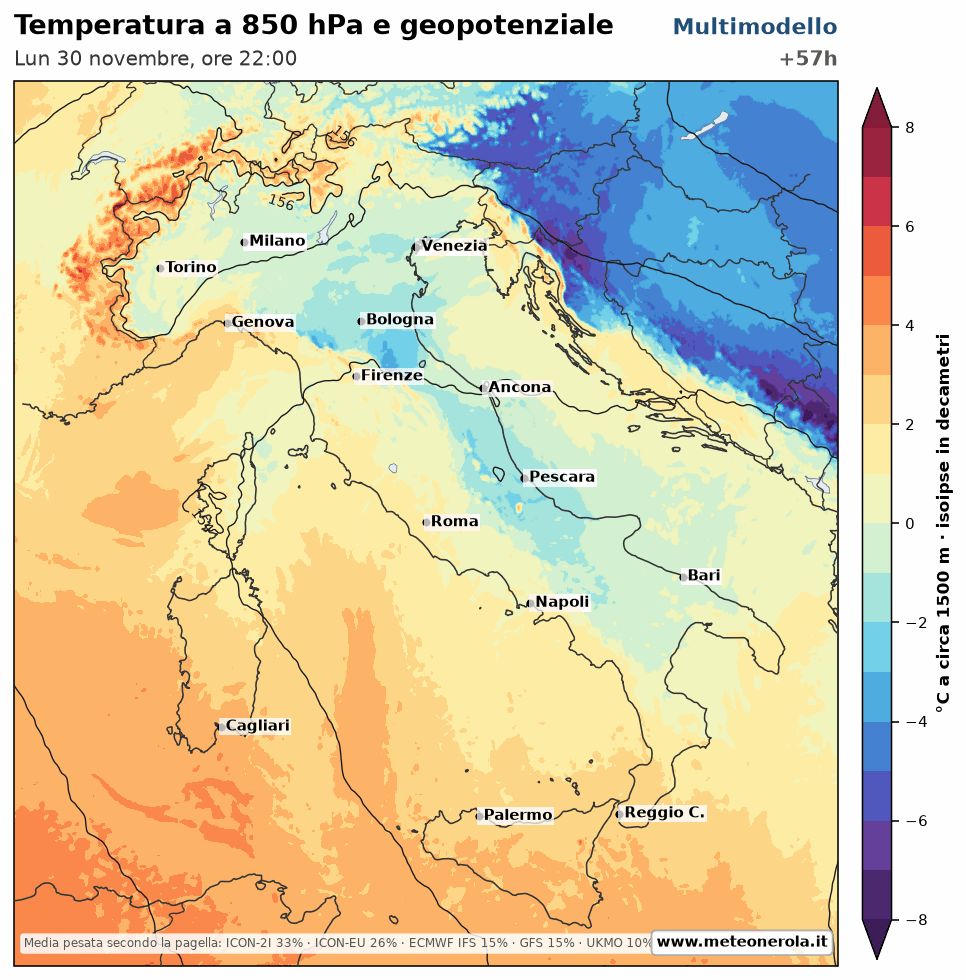 Temperatura a 850 hPa e geopotenziale
Multimodello
Lun 30 novembre, ore 22:00
+57h
156
156
Milano
Venezia
Torino
Genova
Bologna
Firenze
Ancona
Pescara
Roma
Bari
Napoli
Cagliari
Palermo
Reggio C.
8
6
4
2
0
−2
−4
−6
−8
°C a circa 1500 m · isoipse in decametri
Media pesata secondo la pagella: ICON-2I 33% · ICON-EU 26% · ECMWF IFS 15% · GFS 15% · UKMO 10%
www.meteonerola.it